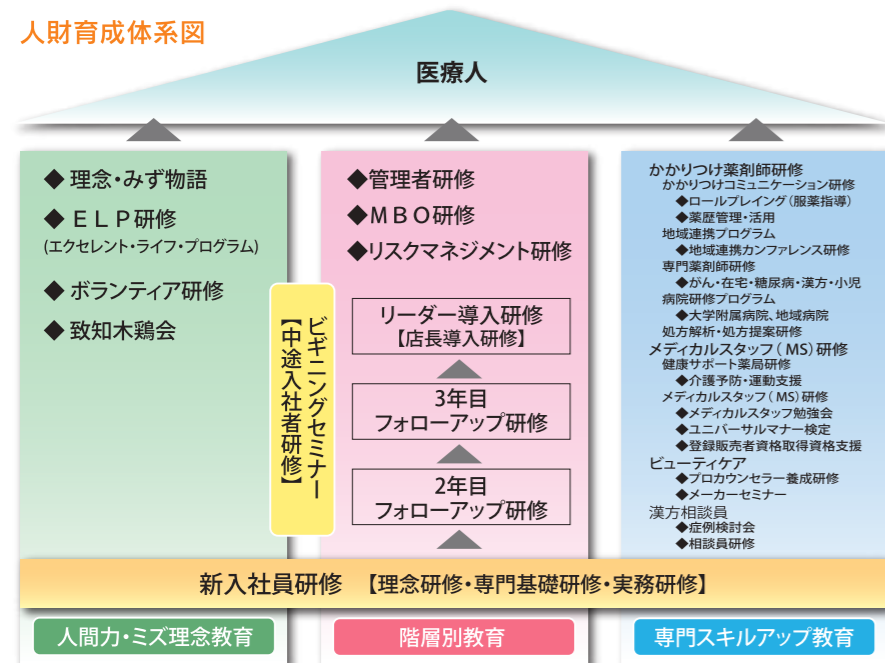 人財育成体系図
医療人
◆ 理念・みず物語
◆ ＥＬＰ研修
(エクセレント・ライフ・プログラム)
◆ ボランティア研修
◆ 致知木鶏会
ビギニングセミナー
【中途入社者研修】
◆管理者研修
◆ＭＢＯ研修
◆リスクマネジメント研修
リーダー導入研修
【店長導入研修】
3年目
フォローアップ研修
2年目
フォローアップ研修
かかりつけ薬剤師研修
かかりつけコミュニケーション研修
◆ロールプレイング(服薬指導)
◆薬歴管理・活用
地域連携プログラム
◆地域連携カンファレンス研修
専門薬剤師研修
◆がん・在宅・糖尿病・漢方・小児
病院研修プログラム
◆大学附属病院、地域病院
処方解析・処方提案研修
メディカルスタッフ(ＭＳ)研修
健康サポート薬局研修
◆介護予防・運動支援
メディカルスタッフ(ＭＳ)研修
◆メディカルスタッフ勉強会
◆ユニバーサルマナー検定
◆登録販売者資格取得資格支援
ビューティケア
◆プロカウンセラー養成研修
◆メーカーセミナー
漢方相談員
◆症例検討会
◆相談員研修
新入社員研修 【理念研修・専門基礎研修・実務研修】
人間力・ミズ理念教育
階層別教育
専門スキルアップ教育